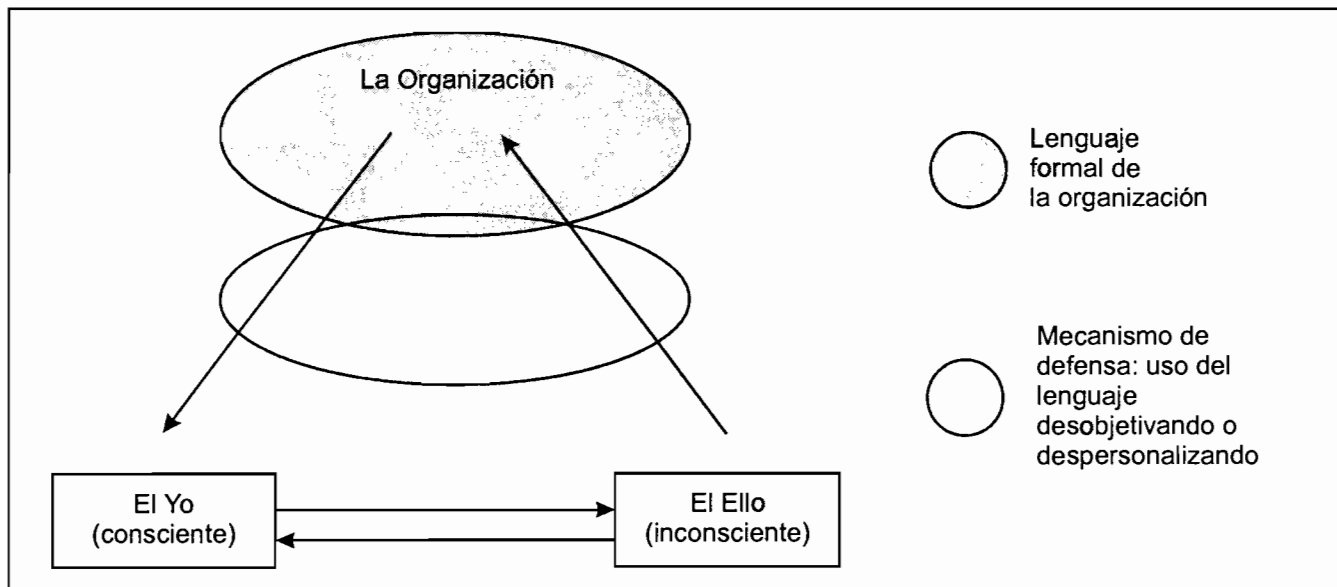 La Organización
Lenguaje
formal de
la organización
Mecanismo de
defensa: uso del
lenguaje
desobjetivando o
despersonalizando
El Yo
(consciente)
El Ello
(inconsciente)